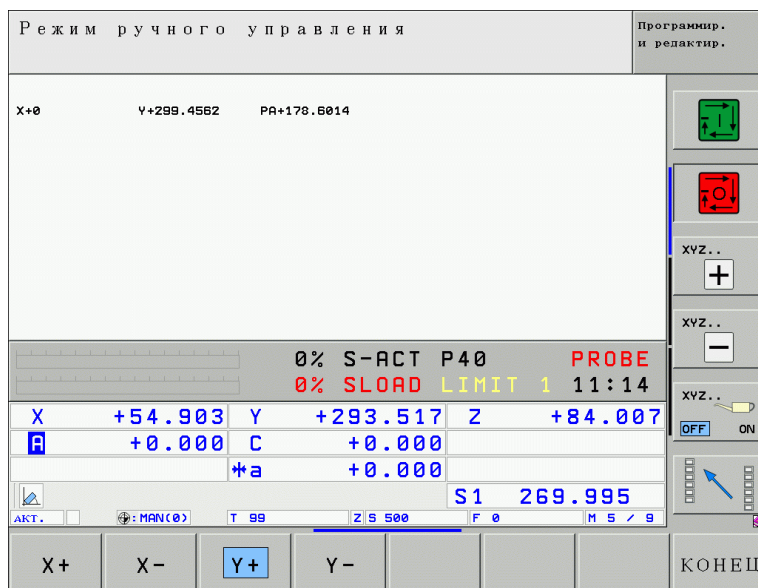 Режим ручного управления
Программир.
и редактир.
X+0 Y+299.4562 PA+178.6014
XYZ..
+
XYZ..
−
XYZ..
OFF ON
0% S-ACT P40 PROBE
0% SLOAD LIMIT 1 11:14
X +54.903 Y +293.517 Z +84.007
A +0.000 C +0.000
*a +0.000
S1 269.995
АКТ. : MAN(0) T 99 Z S 500 F 0 M 5 / 9
X+ X- Y+ Y- КОНЕЦ